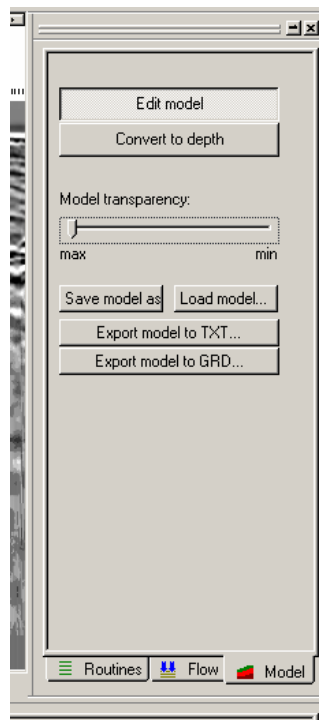 Edit model
Convert to depth
Model transparency:
max min
Save model as Load model...
Export model to TXT...
Export model to GRD...
Routines Flow Model